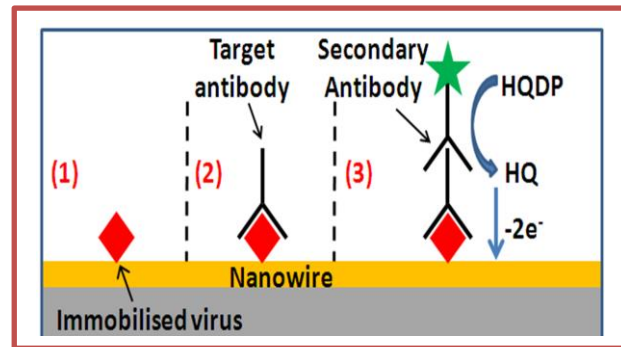 Target
antibody
Secondary
Antibody
HQDP
(1)
(2)
(3)
HQ
-2e⁻
Nanowire
Immobilised virus